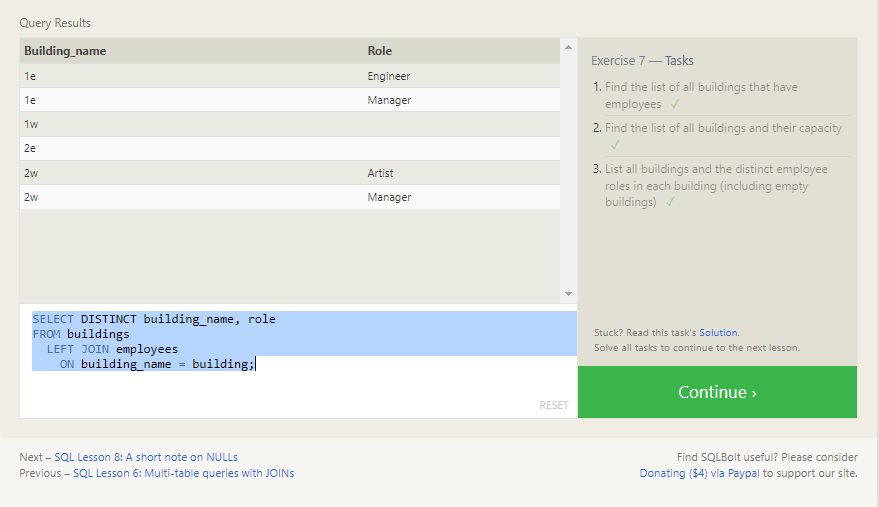 Query Results
Building_name Role
1e Engineer
1e Manager
1w
2e
2w Artist
2w Manager
SELECT DISTINCT building_name, role
FROM buildings
LEFT JOIN employees
ON building_name = building;
RESET
Exercise 7 — Tasks
1. Find the list of all buildings that have
employees ✓
2. Find the list of all buildings and their capacity
✓
3. List all buildings and the distinct employee
roles in each building (including empty
buildings) ✓
Stuck? Read this task's Solution.
Solve all tasks to continue to the next lesson.
Continue ›
Next – SQL Lesson 8: A short note on NULLs
Previous – SQL Lesson 6: Multi-table queries with JOINs
Find SQLBolt useful? Please consider
Donating ($4) via Paypal to support our site.